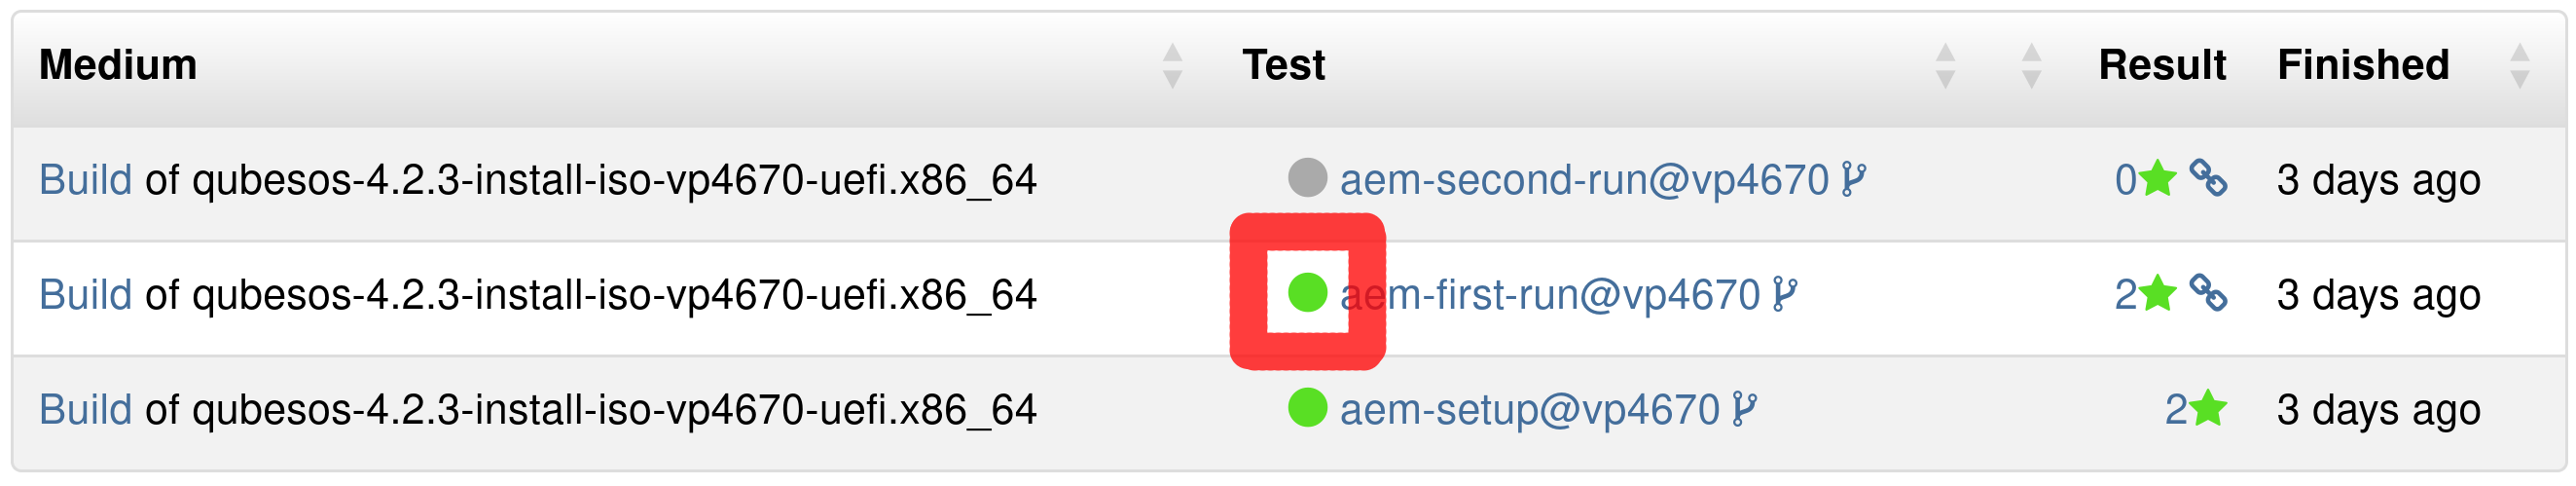 Medium Test Result Finished
Build of qubesos-4.2.3-install-iso-vp4670-uefi.x86_64 aem-second-run@vp4670 0 3 days ago
Build of qubesos-4.2.3-install-iso-vp4670-uefi.x86_64 aem-first-run@vp4670 2 3 days ago
Build of qubesos-4.2.3-install-iso-vp4670-uefi.x86_64 aem-setup@vp4670 2 3 days ago